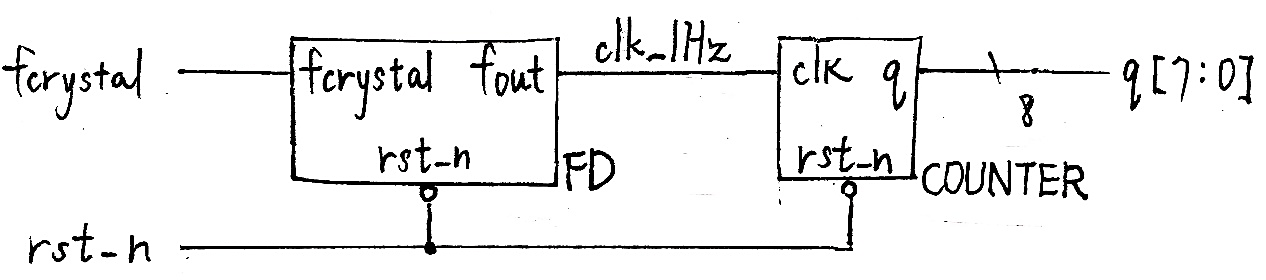 fcrystal
fcrystal fout
clk_1Hz
clk q
q[7:0]
8
rst_n
FD
rst_n
COUNTER
rst_n